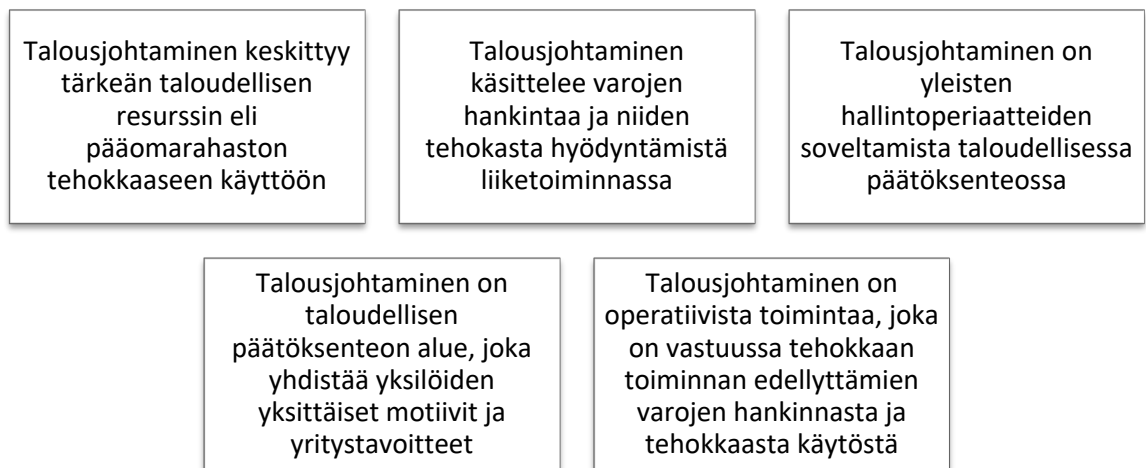 Talousjohtaminen keskittyy
tärkeän taloudellisen
resurssin eli
pääomarahaston
tehokkaaseen käyttöön
Talousjohtaminen
käsittelee varojen
hankintaa ja niiden
tehokasta hyödyntämistä
liiketoiminnassa
Talousjohtaminen on
yleisten
hallintoperiaatteiden
soveltamista taloudellisessa
päätöksenteossa
Talousjohtaminen on
taloudellisen
päätöksenteon alue, joka
yhdistää yksilöiden
yksittäiset motiivit ja
yritystavoitteet
Talousjohtaminen on
operatiivista toimintaa, joka
on vastuussa tehokkaan
toiminnan edellyttämien
varojen hankinnasta ja
tehokkaasta käytöstä